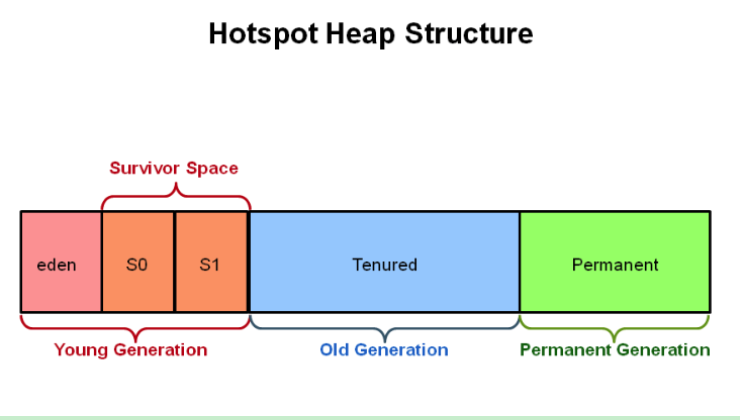 Hotspot Heap Structure
Survivor Space
eden
S0
S1
Tenured
Permanent
Young Generation
Old Generation
Permanent Generation